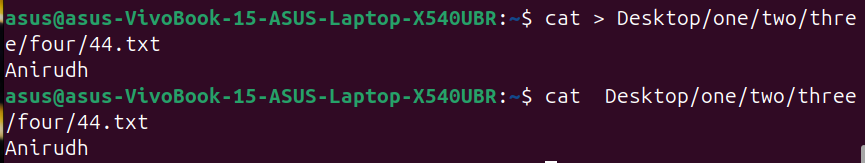 asus@asus-VivoBook-15-ASUS-Laptop-X540UBR:~$ cat > Desktop/one/two/thre
e/four/44.txt
Anirudh
asus@asus-VivoBook-15-ASUS-Laptop-X540UBR:~$ cat  Desktop/one/two/three
/four/44.txt
Anirudh